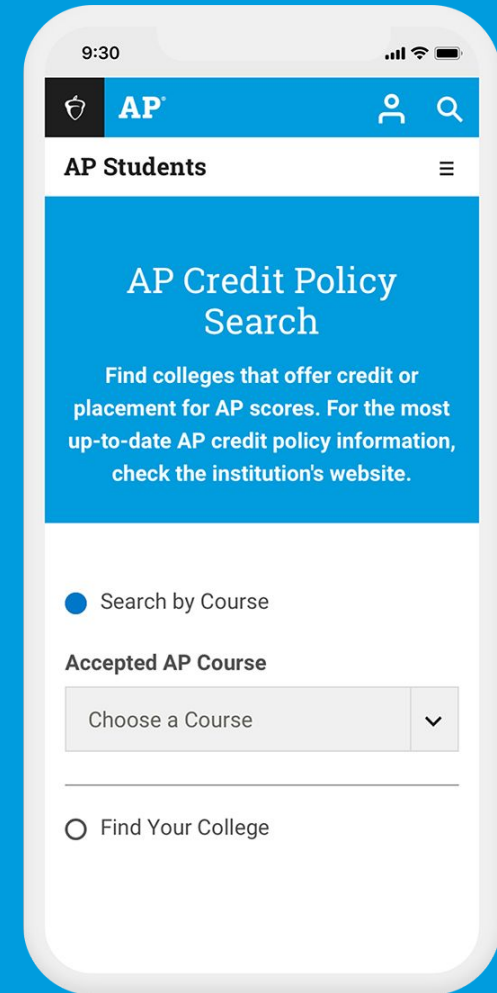 9:30
AP®
AP Students
AP Credit Policy
Search
Find colleges that offer credit or
placement for AP scores. For the most
up-to-date AP credit policy information,
check the institution's website.
Search by Course
Accepted AP Course
Choose a Course
Find Your College